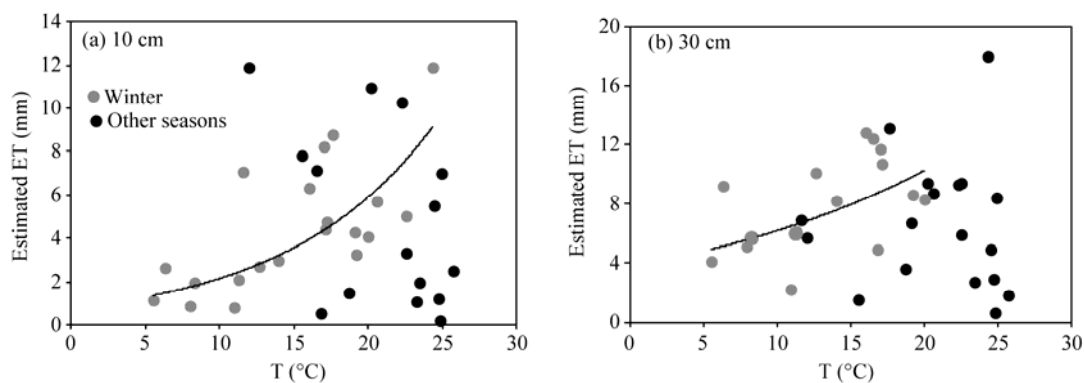 (a) 10 cm
Winter
Other seasons
Estimated ET (mm)
14
12
10
8
6
4
2
0
0 5 10 15 20 25 30
T (°C)
(b) 30 cm
Estimated ET (mm)
20
16
12
8
4
0
0 5 10 15 20 25 30
T (°C)